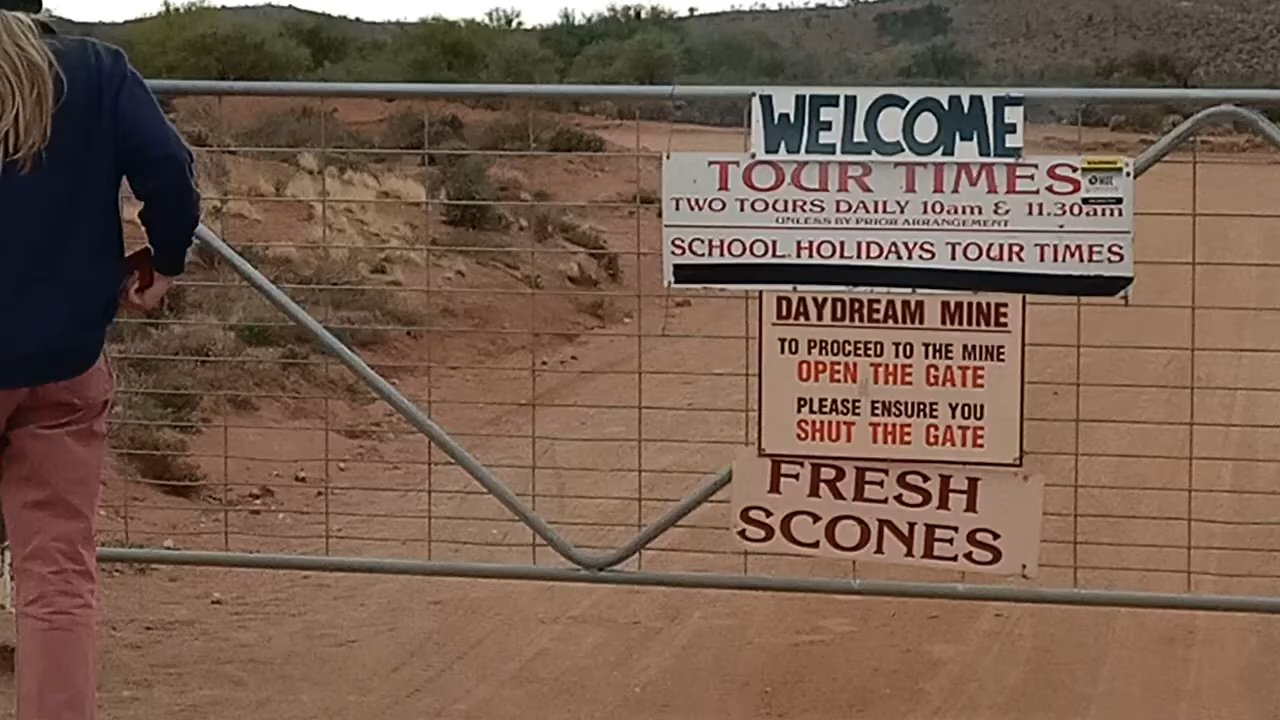 WELCOME
TOUR TIMES
TWO TOURS DAILY 10am & 11.30am
UNLESS BY PRIOR ARRANGEMENT
SCHOOL HOLIDAYS TOUR TIMES
DAYDREAM MINE
TO PROCEED TO THE MINE
OPEN THE GATE
PLEASE ENSURE YOU
SHUT THE GATE
FRESH
SCONES